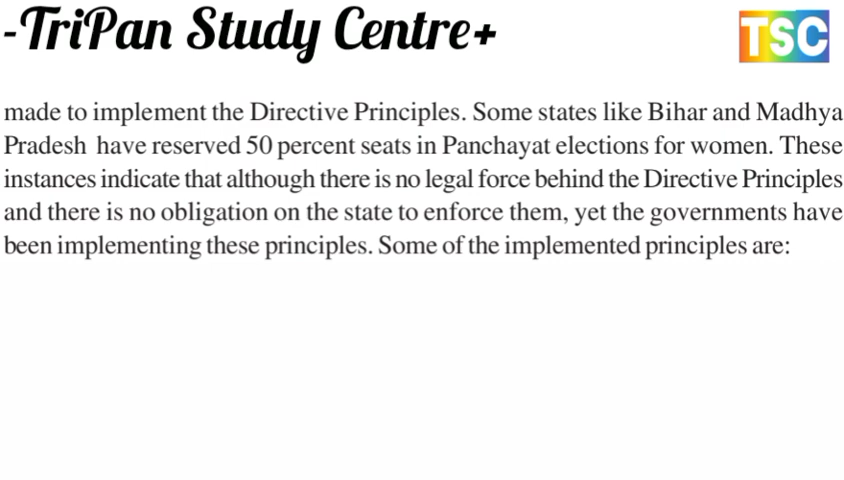 -TriPan Study Centre+
TSC
made to implement the Directive Principles. Some states like Bihar and Madhya
Pradesh have reserved 50 percent seats in Panchayat elections for women. These
instances indicate that although there is no legal force behind the Directive Principles
and there is no obligation on the state to enforce them, yet the governments have
been implementing these principles. Some of the implemented principles are: